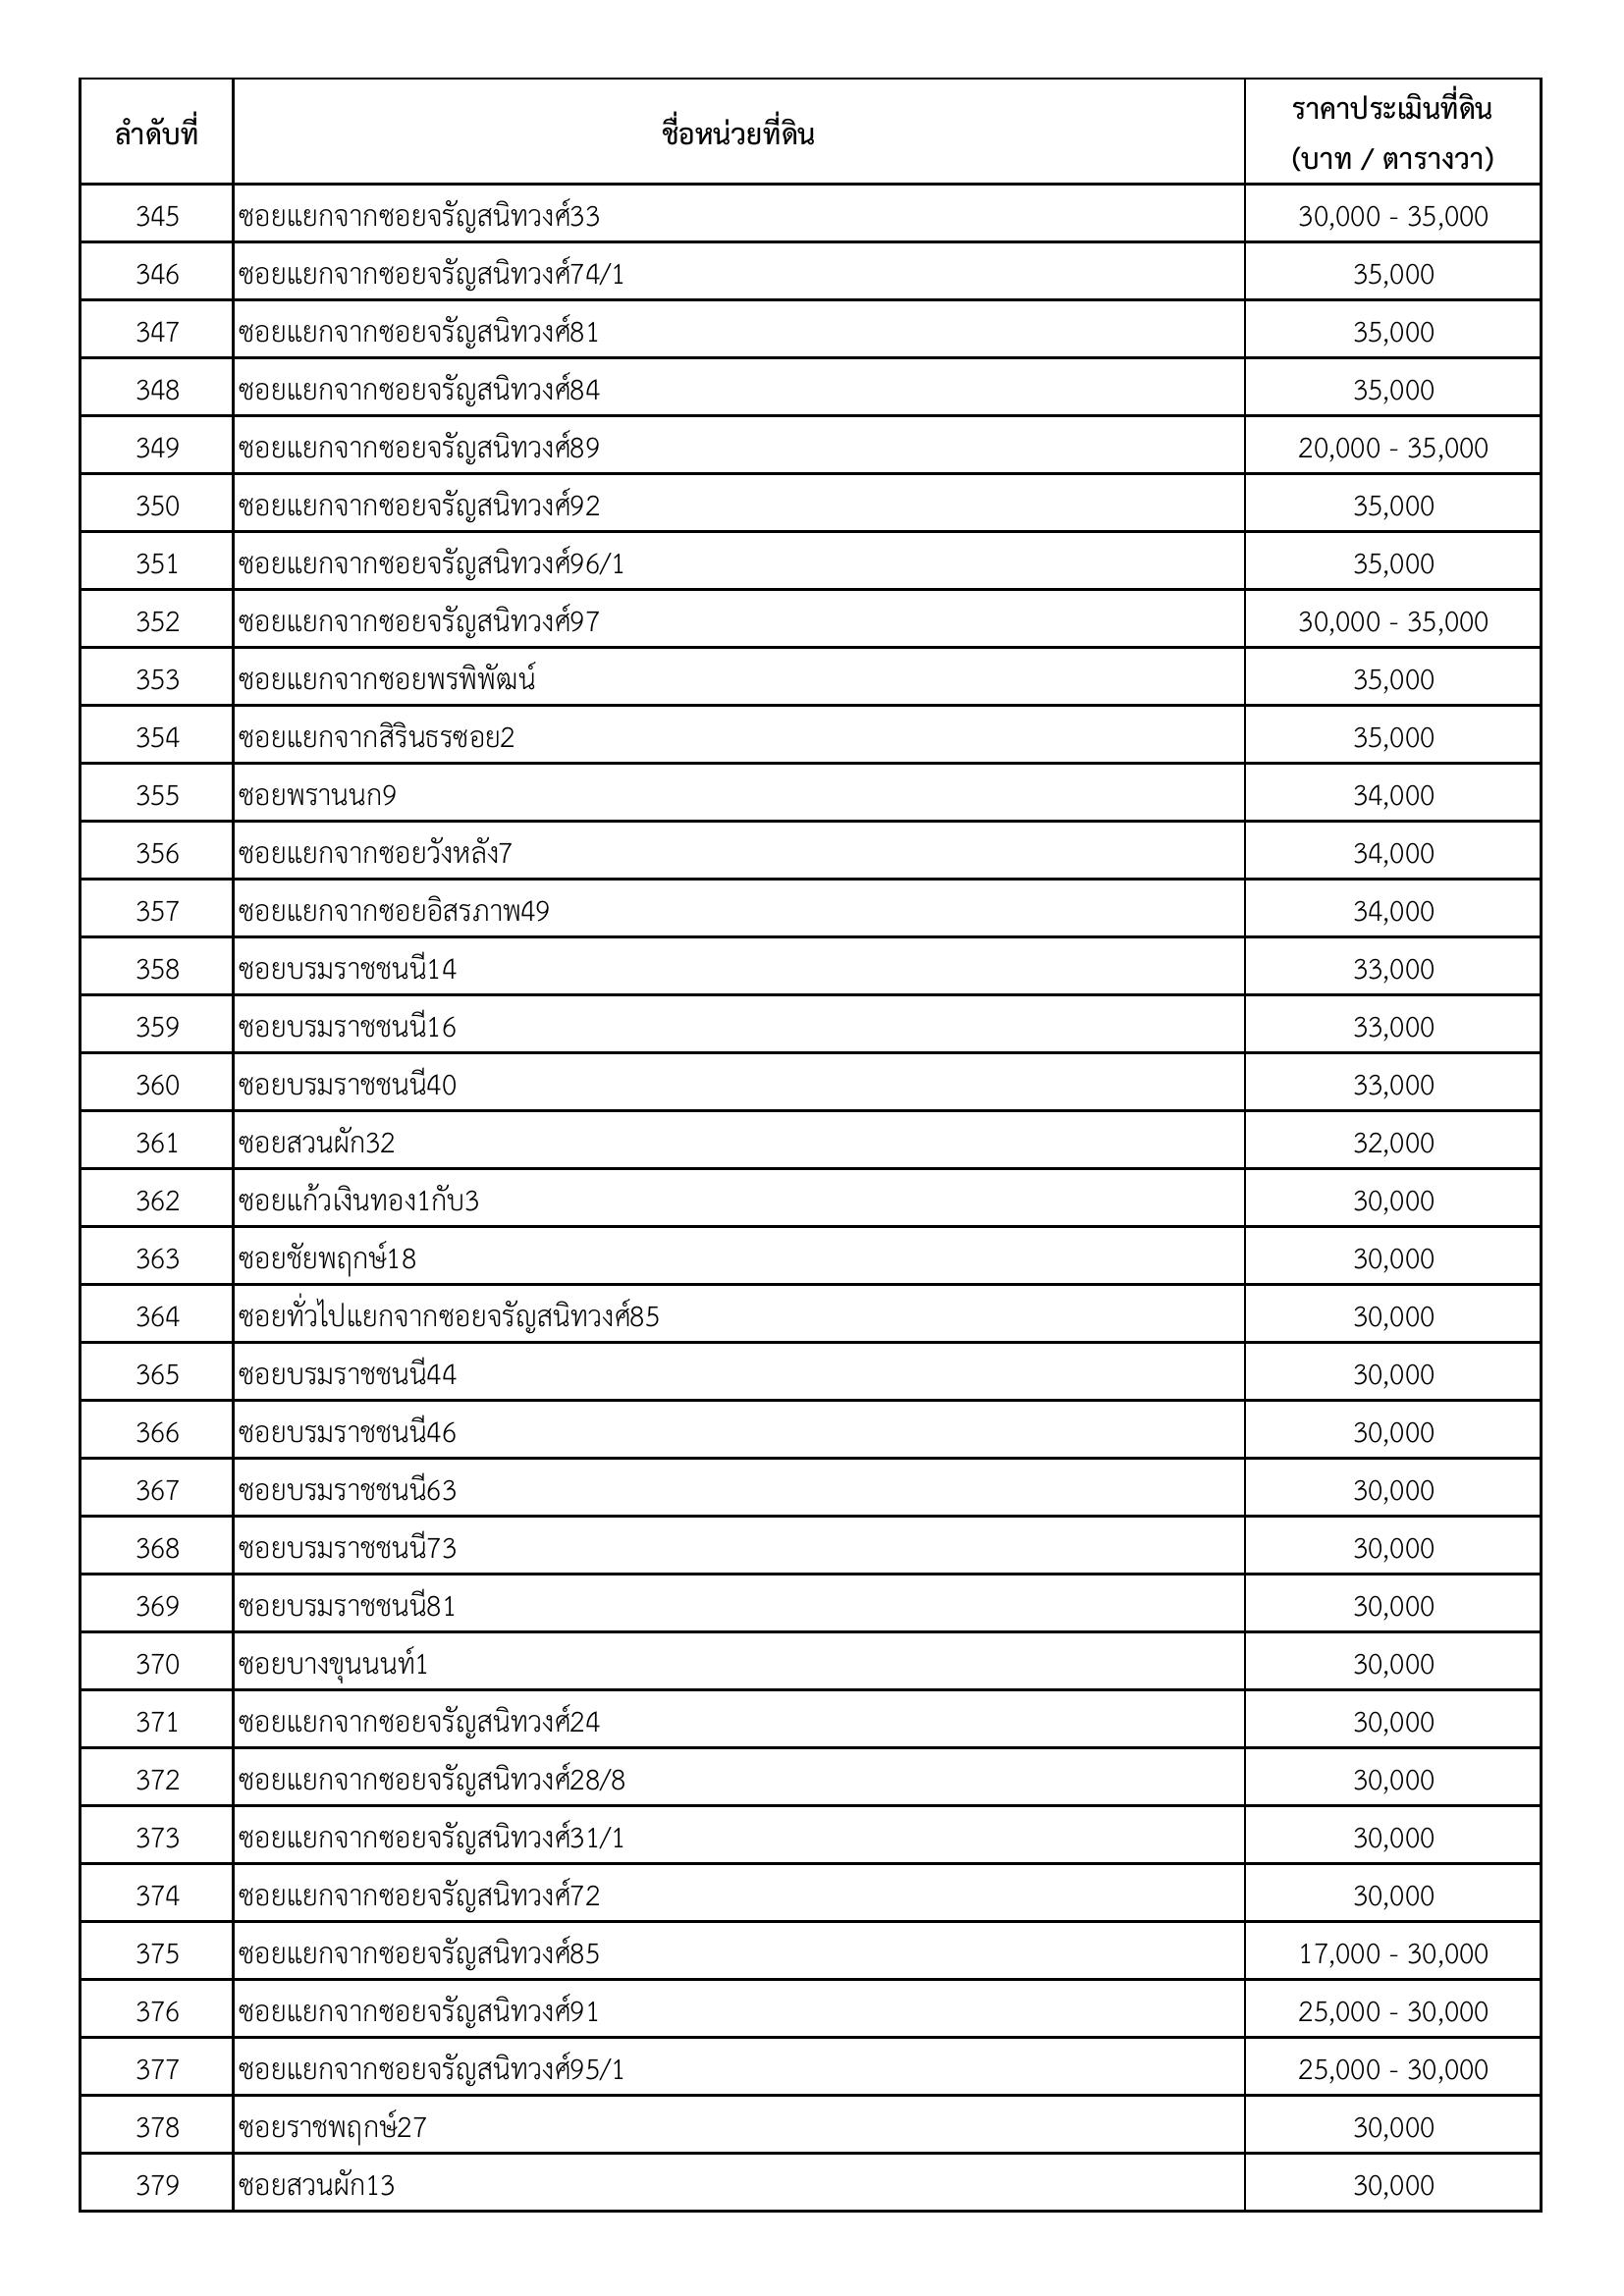 ลำดับที่ ชื่อหน่วยที่ดิน ราคาประเมินที่ดิน
(บาท / ตารางวา)
345 ซอยแยกจากซอยจรัญสนิทวงศ์33 30,000 - 35,000
346 ซอยแยกจากซอยจรัญสนิทวงศ์74/1 35,000
347 ซอยแยกจากซอยจรัญสนิทวงศ์81 35,000
348 ซอยแยกจากซอยจรัญสนิทวงศ์84 35,000
349 ซอยแยกจากซอยจรัญสนิทวงศ์89 20,000 - 35,000
350 ซอยแยกจากซอยจรัญสนิทวงศ์92 35,000
351 ซอยแยกจากซอยจรัญสนิทวงศ์96/1 35,000
352 ซอยแยกจากซอยจรัญสนิทวงศ์97 30,000 - 35,000
353 ซอยแยกจากซอยพรพิพัฒน์ 35,000
354 ซอยแยกจากสิรินธรซอย2 35,000
355 ซอยพรานนก9 34,000
356 ซอยแยกจากซอยวังหลัง7 34,000
357 ซอยแยกจากซอยอิสรภาพ49 34,000
358 ซอยบรมราชชนนี14 33,000
359 ซอยบรมราชชนนี16 33,000
360 ซอยบรมราชชนนี40 33,000
361 ซอยสวนผัก32 32,000
362 ซอยแก้วเงินทอง1กับ3 30,000
363 ซอยชัยพฤกษ์18 30,000
364 ซอยทั่วไปแยกจากซอยจรัญสนิทวงศ์85 30,000
365 ซอยบรมราชชนนี44 30,000
366 ซอยบรมราชชนนี46 30,000
367 ซอยบรมราชชนนี63 30,000
368 ซอยบรมราชชนนี73 30,000
369 ซอยบรมราชชนนี81 30,000
370 ซอยบางขุนนนท์1 30,000
371 ซอยแยกจากซอยจรัญสนิทวงศ์24 30,000
372 ซอยแยกจากซอยจรัญสนิทวงศ์28/8 30,000
373 ซอยแยกจากซอยจรัญสนิทวงศ์31/1 30,000
374 ซอยแยกจากซอยจรัญสนิทวงศ์72 30,000
375 ซอยแยกจากซอยจรัญสนิทวงศ์85 17,000 - 30,000
376 ซอยแยกจากซอยจรัญสนิทวงศ์91 25,000 - 30,000
377 ซอยแยกจากซอยจรัญสนิทวงศ์95/1 25,000 - 30,000
378 ซอยราชพฤกษ์27 30,000
379 ซอยสวนผัก13 30,000